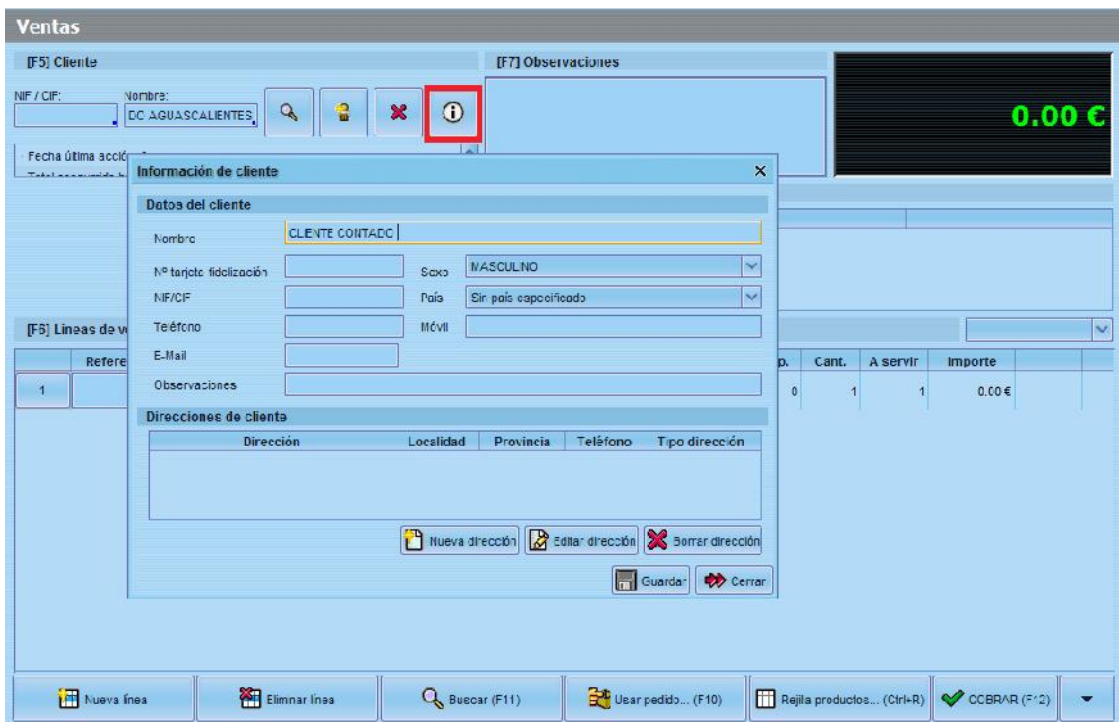 Ventas
[F5] Cliente
[F7] Observaciones
NIF / CIF:
Nombre:
DC AGUASCALIENTES
0.00 €
Fecha última
Información de cliente
Datos del cliente
Nombre
CLIENTE CONTADO
Nº tarjeta fidelización
Sexo
MASCULINO
NIF/CIF
País
Sin país especificado
Teléfono
Móvil
E-Mail
Observaciones
Direcciones de cliente
Dirección
Localidad
Provincia
Teléfono
Tipo dirección
Nueva dirección
Editar dirección
Borrar dirección
Guardar
Cerrar
[F6] Líneas de v
Refere
p.
Cant.
A servir
Importe
1
0
1
1
0.00 €
Nueva línea
Eliminar línea
Buscar (F11)
Usar pedido... (F10)
Rejilla productos... (Ctrl+R)
COBRAR (F12)